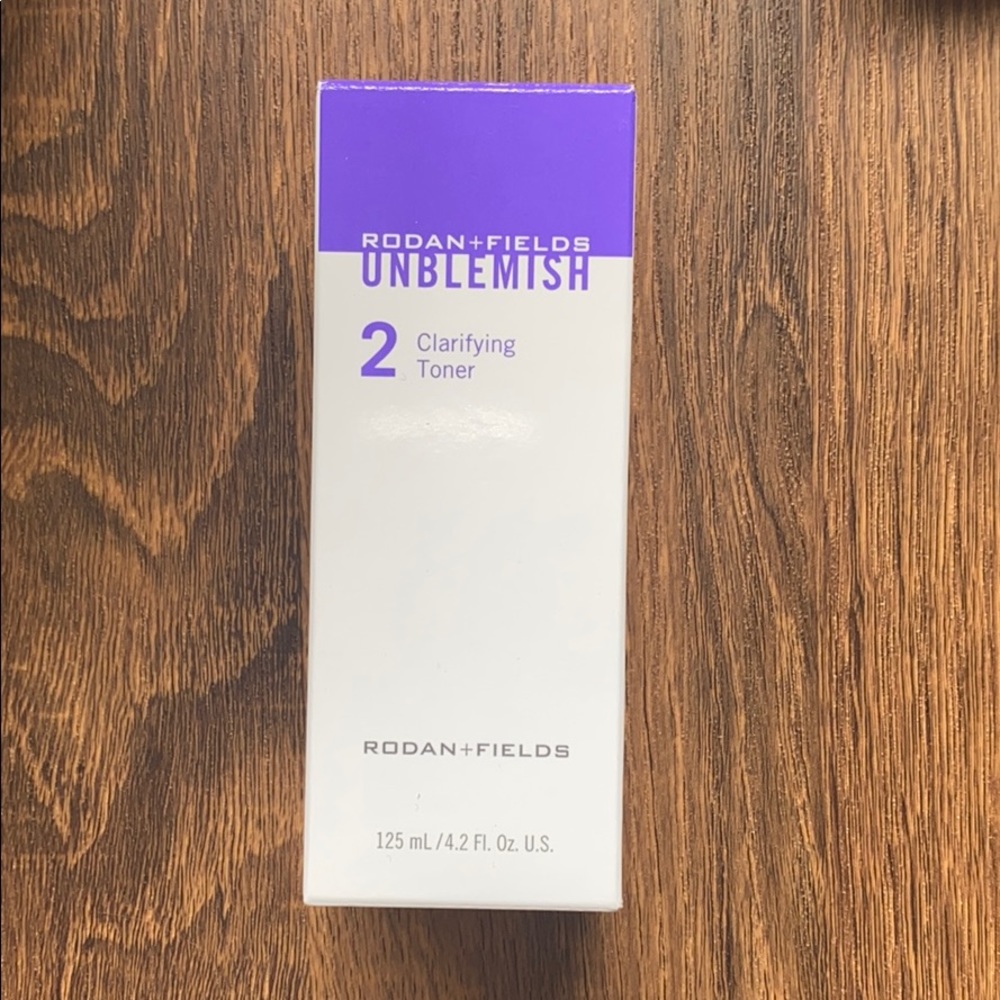 RODAN+FIELDS
UNBLEMISH
2 Clarifying
Toner
RODAN+FIELDS
125 mL/4.2 Fl. Oz. U.S.